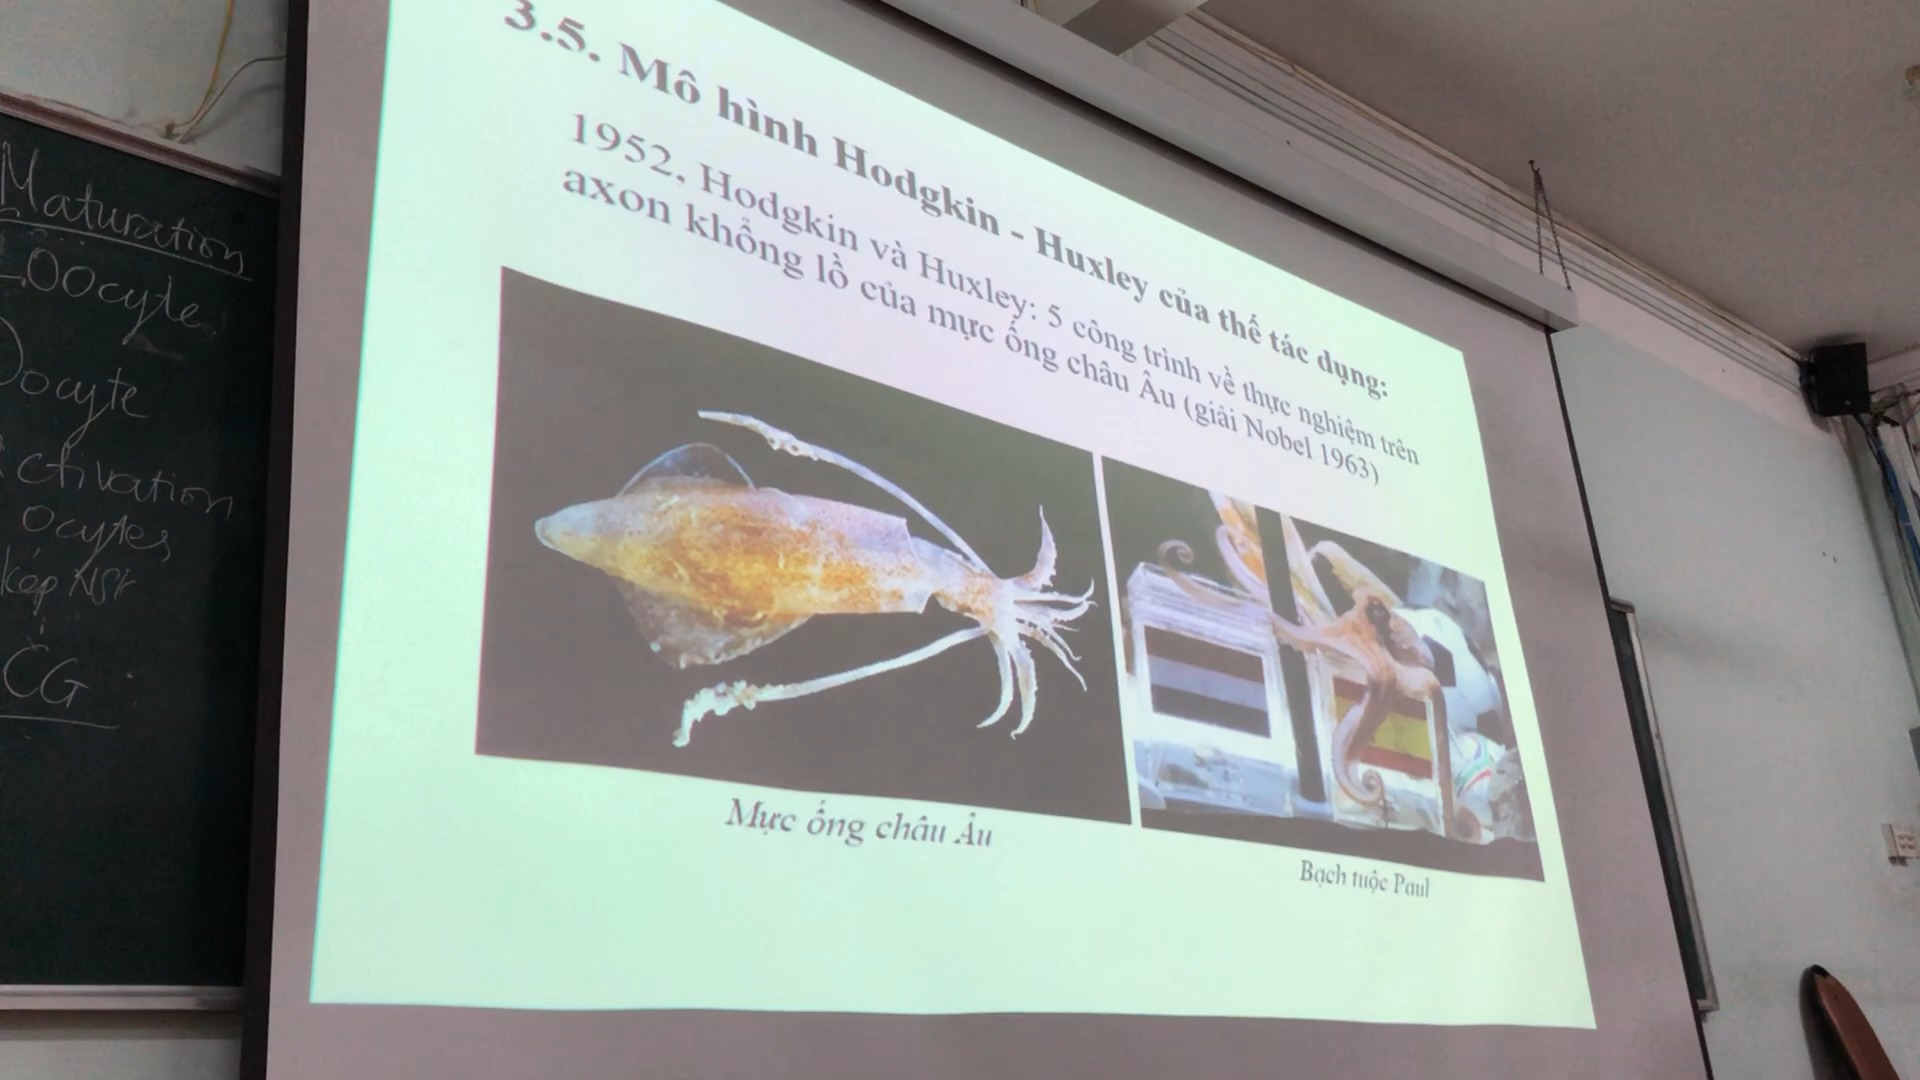 Maturation
Oocyte
Oocyte
ctivation
ocytes
kép NST
CG
3.5. Mô hình Hodgkin - Huxley của thế tác dụng:
1952, Hodgkin và Huxley: 5 công trình về thực nghiệm trên
axon khổng lồ của mực ống châu Âu (giải Nobel 1963)
Mực ống châu Âu
Bạch tuộc Paul